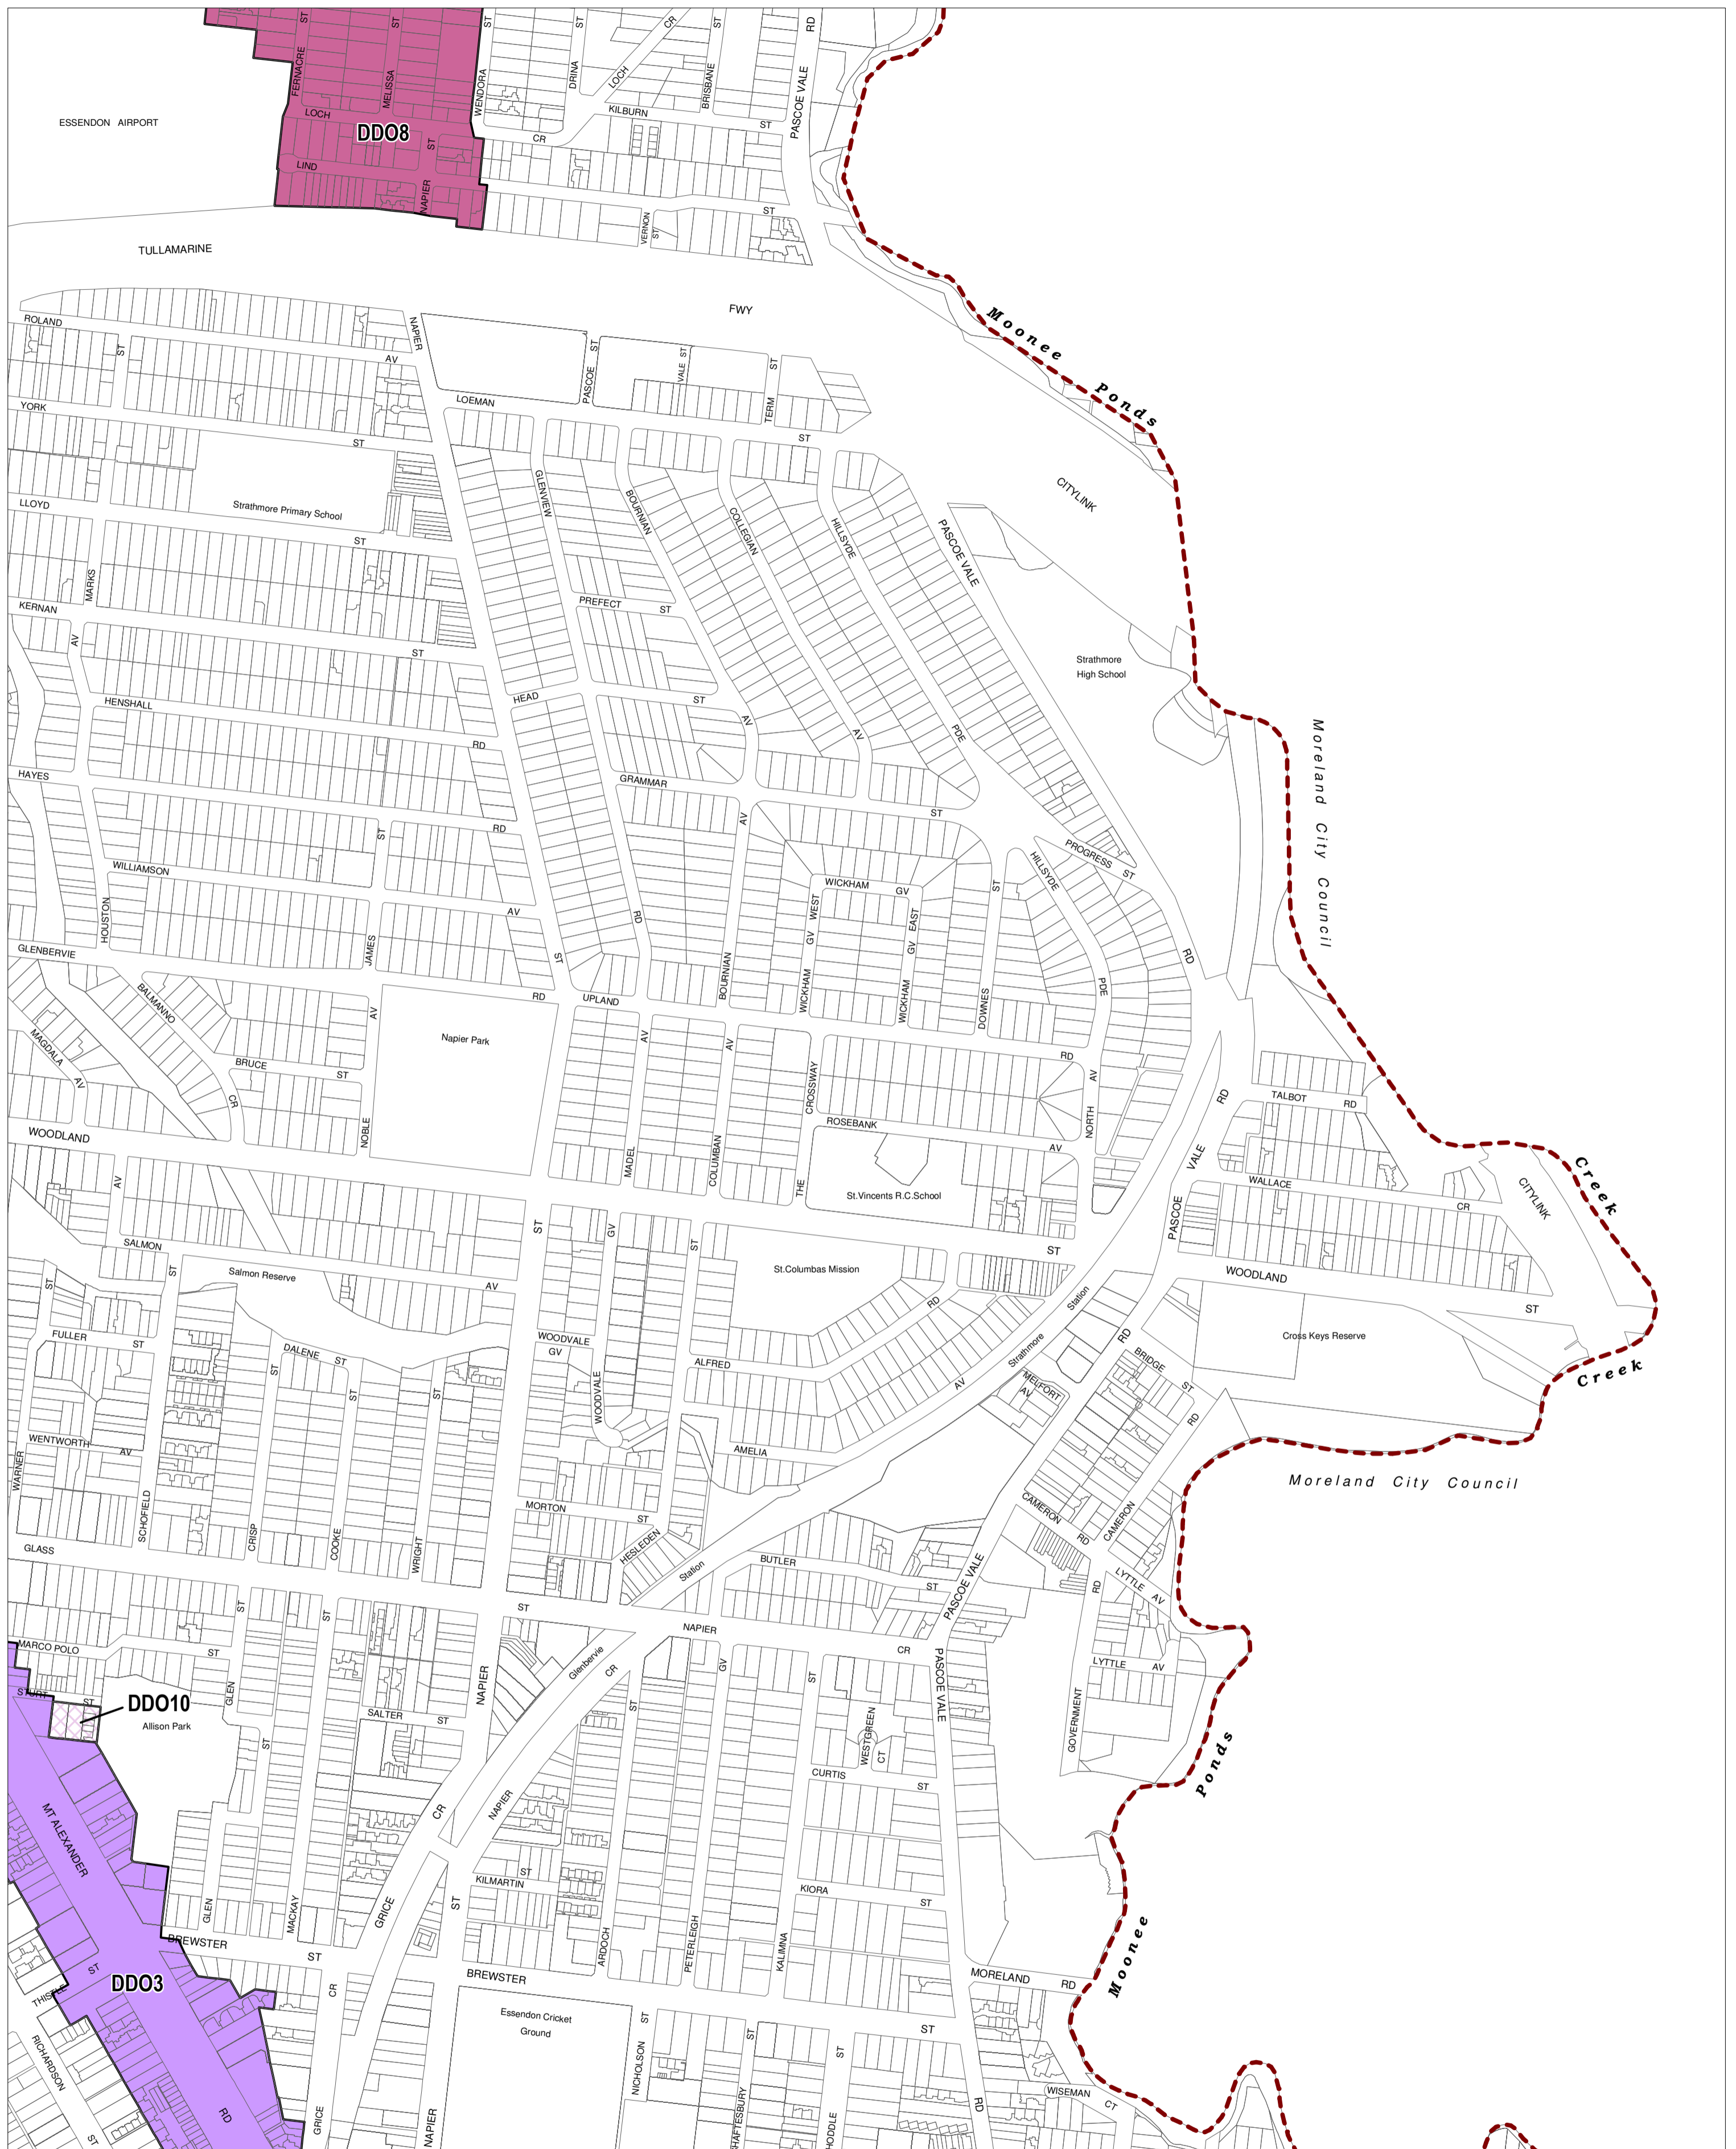 ST
ST
ST
ST
CR
ST
RD
FERNACRE
MELISSA
WENDORA
DRINA
LOCH
BRISBANE
PASCOE VALE
ESSENDON AIRPORT
LOCH
DDO8
KILBURN
ST
ST
CR
LIND
NAPIER
VERNON
ST
ST
TULLAMARINE
FWY
Moonee
Ponds
ROLAND
ST
AV
NAPIER
PASCOE
ST
VALE ST
TERM
ST
YORK
ST
LOEMAN
ST
CITYLINK
LLOYD
Strathmore Primary School
ST
GLENVIEW
BOURNIAN
COLLEGIAN
HILLSYDE
PASCOE VALE
MARKS
AV
KERNAN
ST
PREFECT
ST
Strathmore
High School
HENSHALL
RD
HEAD
ST
AV
AV
PDE
Moreland City Council
HAYES
RD
ST
GRAMMAR
ST
AV
PROGRESS
ST
HILLSYDE
WILLIAMSON
AV
WICKHAM
GV
WICKHAM GV WEST
WICKHAM GV EAST
ST
DOWNES
HOUSTON
JAMES
RD
ST
BOURNIAN
RD
PDE
GLENBERVIE
RD
UPLAND
RD
BALMANNO
CR
MAGDALA
AV
BRUCE
ST
AV
NOBLE
Napier Park
AV
MADEL
AV
COLUMBAN
THE
CROSSWAY
ROSEBANK
AV
NORTH
AV
RD
VALE
PASCOE
TALBOT
RD
WALLACE
CR
CITYLINK
Creek
WOODLAND
AV
ST
St.Vincents R.C.School
ST
WOODLAND
ST
SALMON
ST
Salmon Reserve
AV
GV
ST
St.Columbas Mission
RD
Cross Keys Reserve
Creek
ST
FULLER
ST
DALENE
ST
ST
ST
ST
WOODVALE
GV
WOODVALE
ALFRED
AV
Strathmore
Station
RD
BRIDGE
ST
RD
MELFORT
AV
WENTWORTH
AV
WARNER
AMELIA
Moreland City Council
SCHOFIELD
CRISP
COOKE
WRIGHT
MORTON
ST
HESLEDEN
Station
CAMERON
RD
CAMERON
GLASS
BUTLER
ST
PASCOE VALE
RD
LYTTLE
AV
ST
ST
ST
NAPIER
CR
MARCO POLO
ST
GLEN
Glenbervie
CR
NAPIER
GV
ST
ST
PASCOE VALE
LYTTLE
AV
GOVERNMENT
STURT
ST
DDO10
Allison Park
SALTER
ST
ST
WESTGREEN
CT
Ponds
CURTIS
ST
MT ALEXANDER
CR
NAPIER
ST
KILMARTIN
KIORA
ST
GLEN
MACKAY
GRICE
ST
ARDOCH
PETERLEIGH
KALIMNA
Moonee
BREWSTER
ST
BREWSTER
MORELAND
RD
ST
DDO3
THISTLE
CR
Essendon Cricket
Ground
ST
NICHOLSON
ST
ST
ST
RICHARDSON
ST
RD
GRICE
NAPIER
HODDLE
RD
WISEMAN
CT